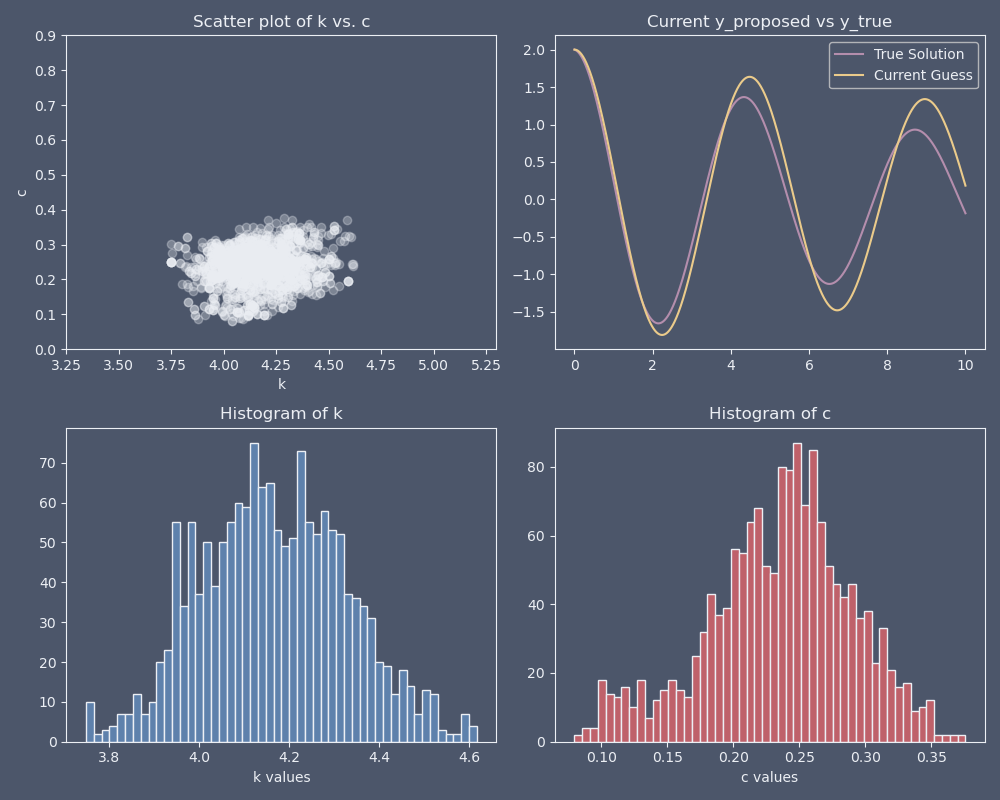 Scatter plot of k vs. c
0.9
0.8
0.7
0.6
0.5
0.4
0.3
0.2
0.1
0.0
c
3.25 3.50 3.75 4.00 4.25 4.50 4.75 5.00 5.25
k
Current y_proposed vs y_true
True Solution
Current Guess
2.0
1.5
1.0
0.5
0.0
−0.5
−1.0
−1.5
0 2 4 6 8 10
Histogram of k
70
60
50
40
30
20
10
0
3.8 4.0 4.2 4.4 4.6
k values
Histogram of c
80
60
40
20
0
0.10 0.15 0.20 0.25 0.30 0.35
c values